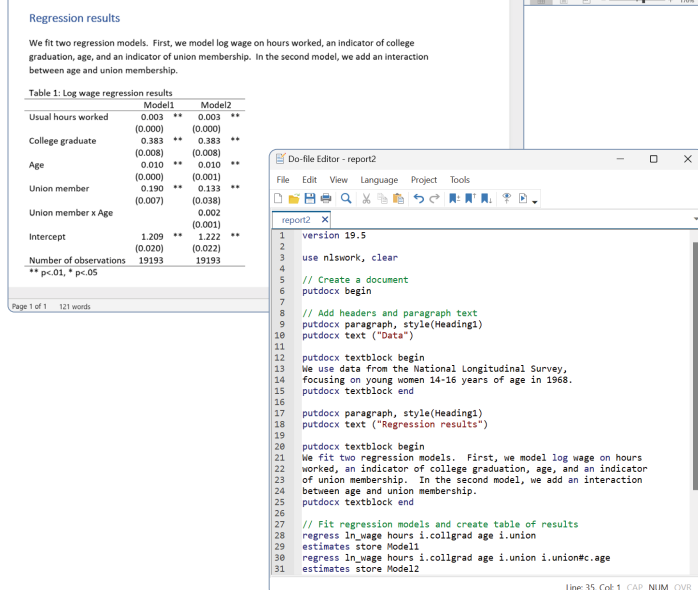 Regression results
We fit two regression models.  First, we model log wage on hours worked, an indicator of college
graduation, age, and an indicator of union membership.  In the second model, we add an interaction
between age and union membership.
Table 1: Log wage regression results
Model1 Model2
Usual hours worked 0.003 ** 0.003 **
(0.000) (0.000)
College graduate 0.383 ** 0.383 **
(0.008) (0.008)
Age 0.010 ** 0.010 **
(0.000) (0.001)
Union member 0.190 ** 0.133 **
(0.007) (0.038)
Union member x Age 0.002
(0.001)
Intercept 1.209 ** 1.222 **
(0.020) (0.022)
Number of observations 19193 19193
** p<.01, * p<.05
Page 1 of 1 121 words
Do-file Editor - report2
File Edit View Language Project Tools
report2
1 version 19.5
2
3 use nlswork, clear
4
5 // Create a document
6 putdocx begin
7
8 // Add headers and paragraph text
9 putdocx paragraph, style(Heading1)
10 putdocx text ("Data")
11
12 putdocx textblock begin
13 We use data from the National Longitudinal Survey,
14 focusing on young women 14-16 years of age in 1968.
15 putdocx textblock end
16
17 putdocx paragraph, style(Heading1)
18 putdocx text ("Regression results")
19
20 putdocx textblock begin
21 We fit two regression models.  First, we model log wage on hours
22 worked, an indicator of college graduation, age, and an indicator
23 of union membership.  In the second model, we add an interaction
24 between age and union membership.
25 putdocx textblock end
26
27 // Fit regression models and create table of results
28 regress ln_wage hours i.collgrad age i.union
29 estimates store Model1
30 regress ln_wage hours i.collgrad age i.union i.union#c.age
31 estimates store Model2
Line: 35, Col: 1 CAP NUM OVR